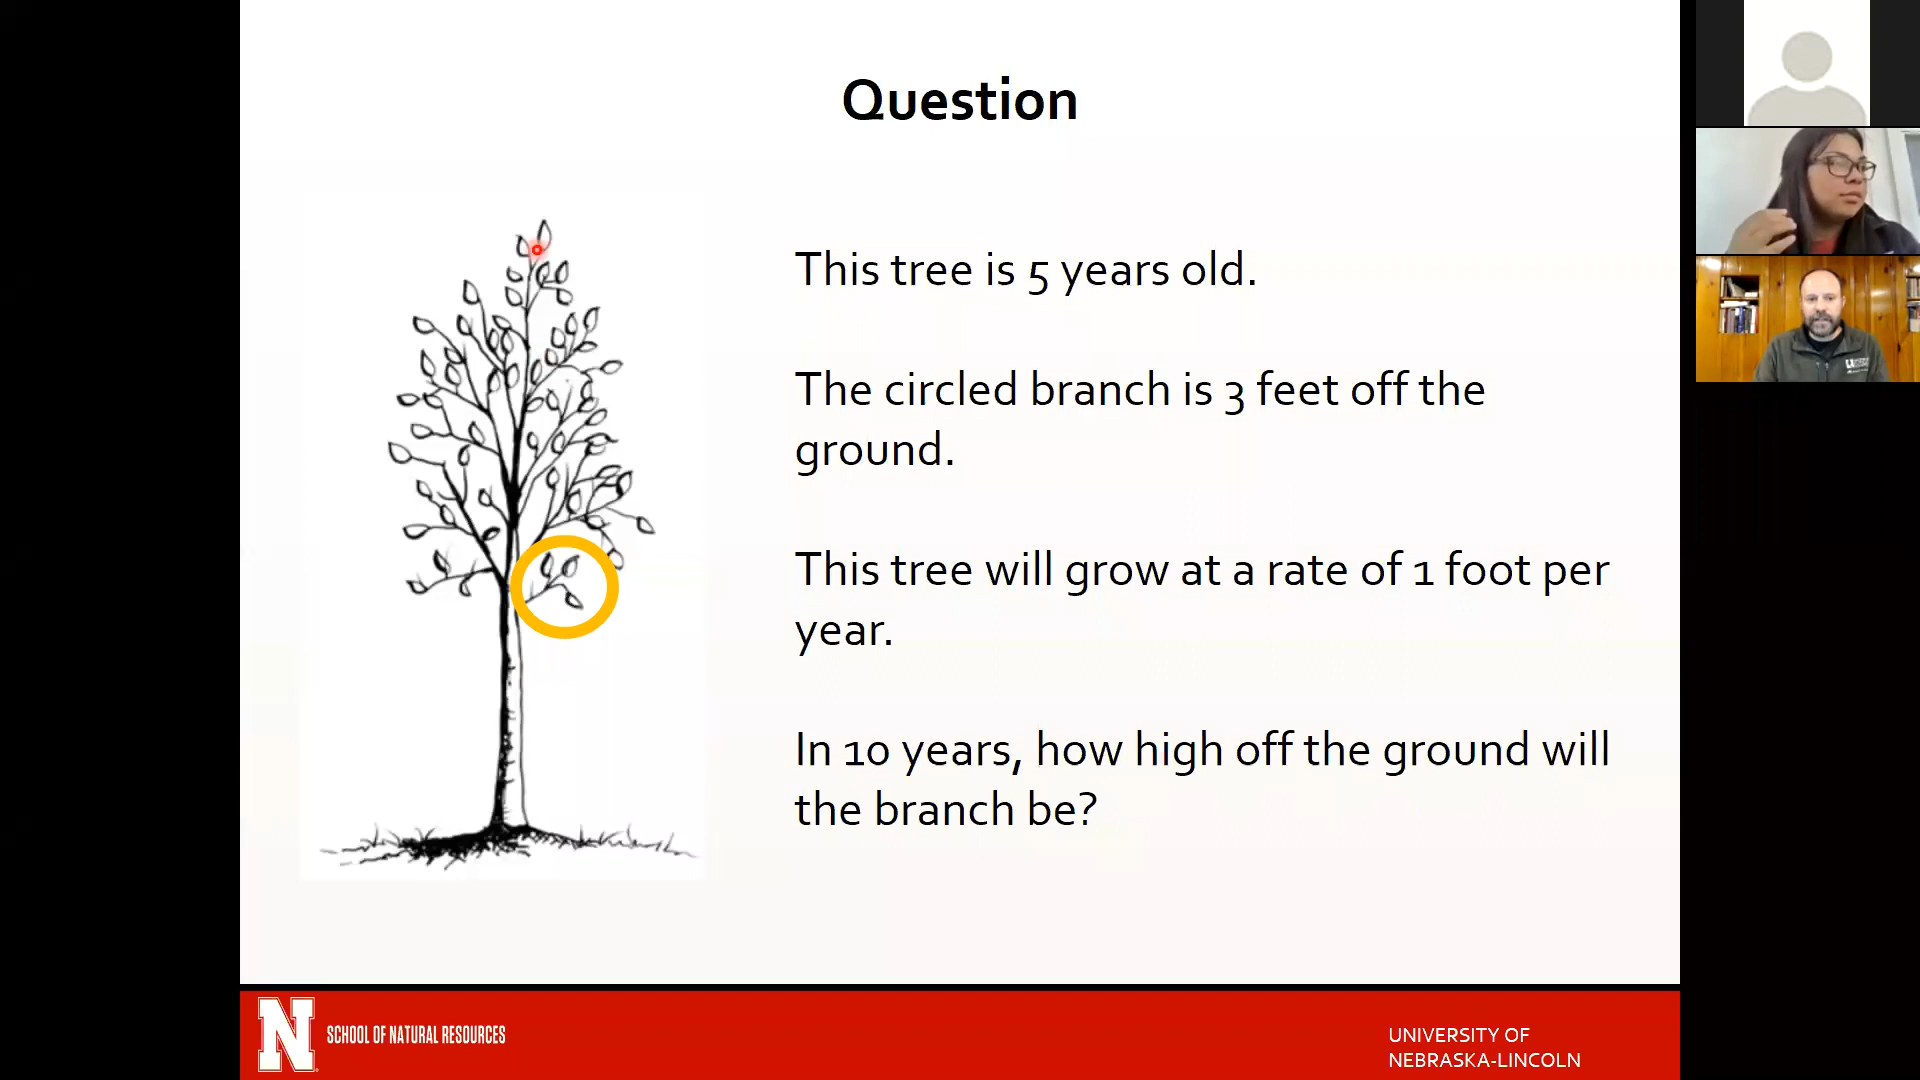 Question
This tree is 5 years old.
The circled branch is 3 feet off the
ground.
This tree will grow at a rate of 1 foot per
year.
In 10 years, how high off the ground will
the branch be?
N
SCHOOL OF NATURAL RESOURCES
UNIVERSITY OF
NEBRASKA-LINCOLN